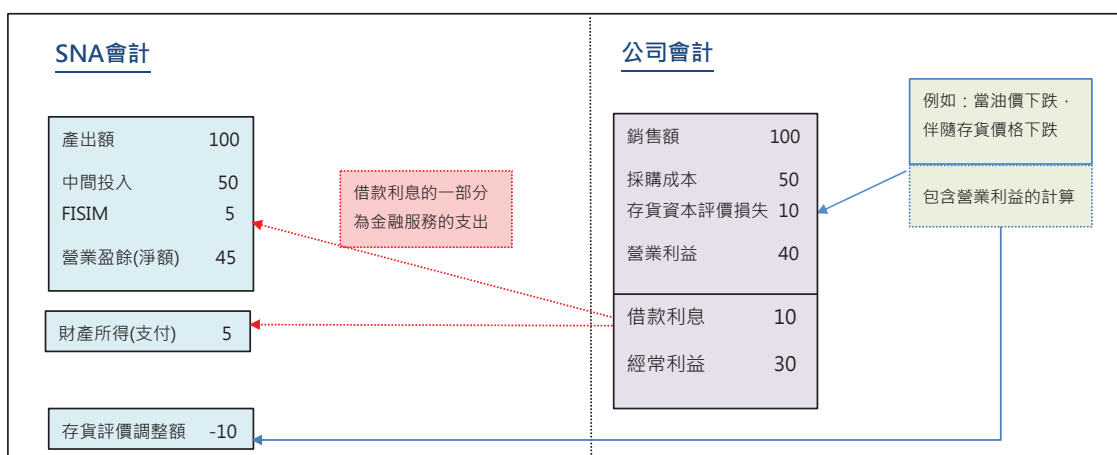 SNA會計
產出額 100
中間投入 50
FISIM 5
營業盈餘(淨額) 45
財產所得(支付) 5
存貨評價調整額 -10
借款利息的一部分
為金融服務的支出
公司會計
銷售額 100
採購成本 50
存貨資本評價損失 10
營業利益 40
借款利息 10
經常利益 30
例如：當油價下跌，
伴隨存貨價格下跌
包含營業利益的計算